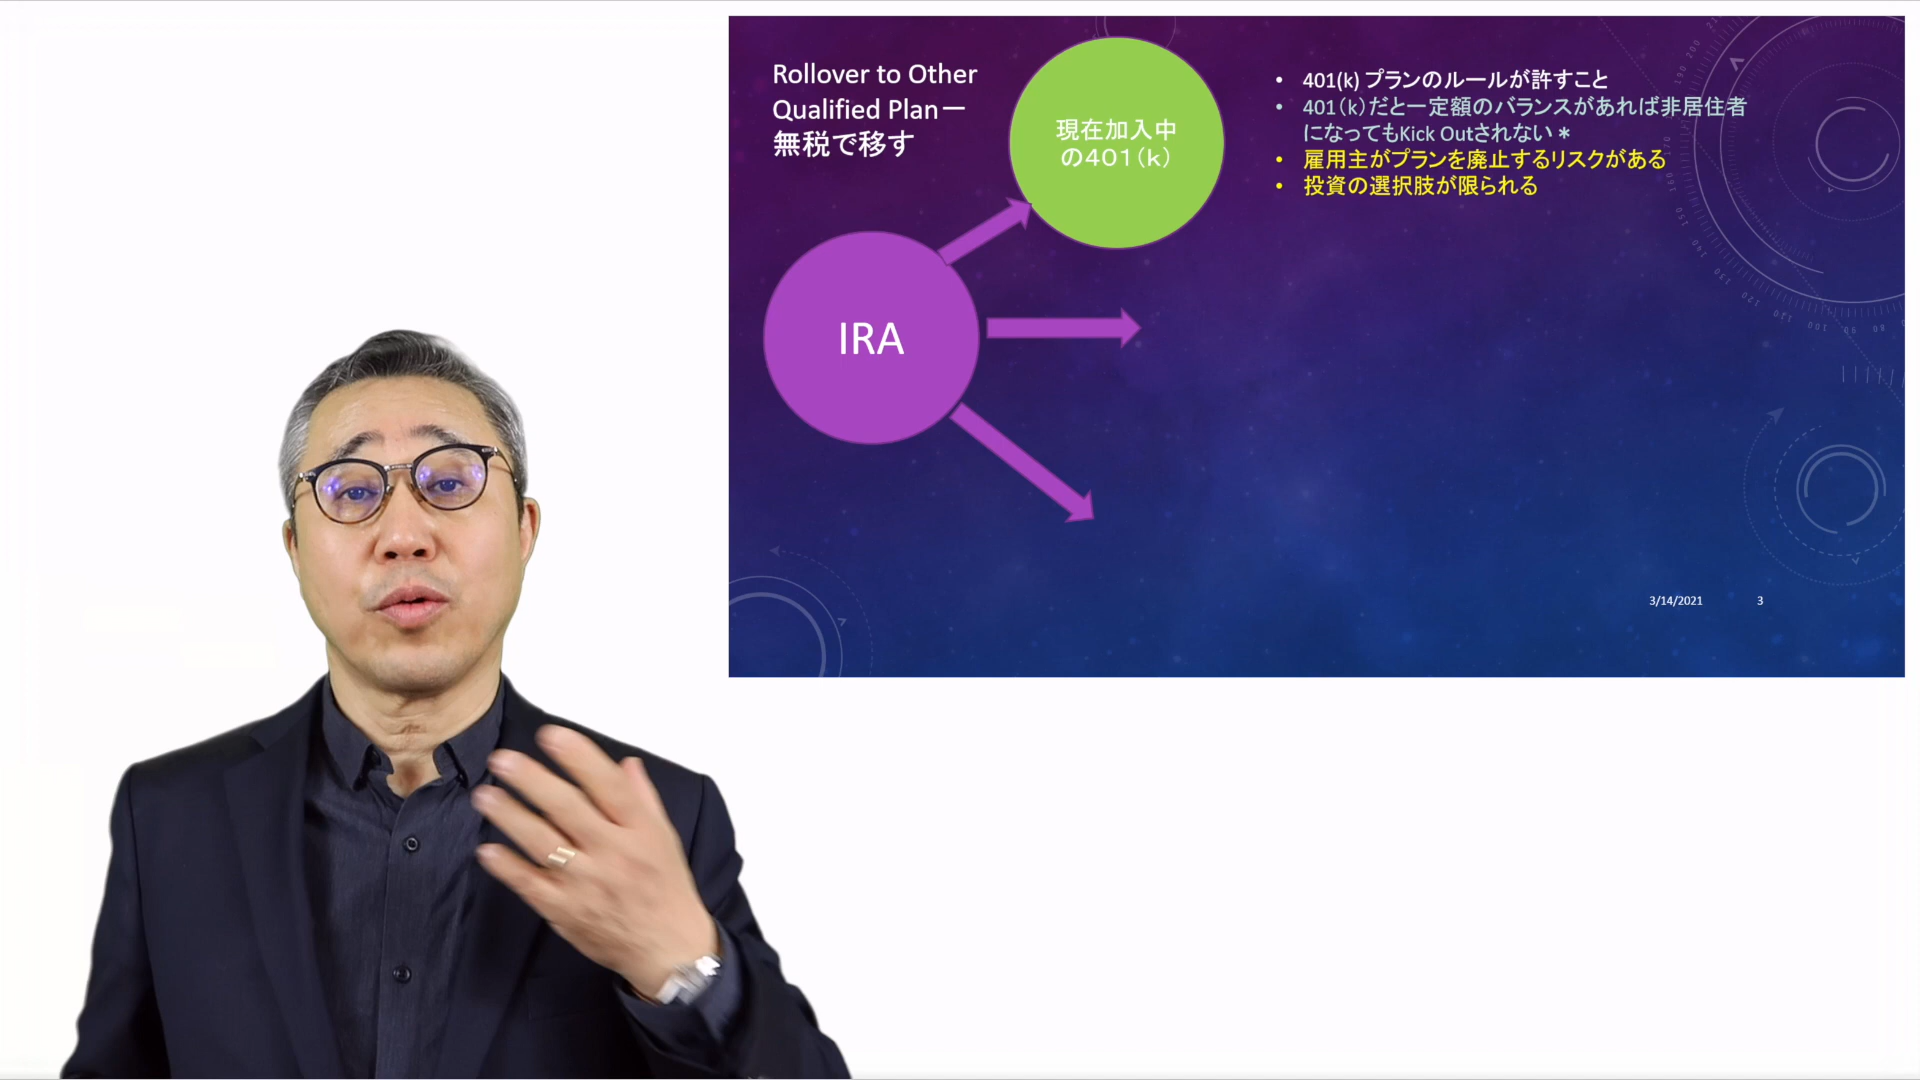 Rollover to Other
Qualified Plan—
無税で移す
現在加入中
の401(k)
IRA
• 401(k) プランのルールが許すこと
• 401(k)だと一定額のバランスがあれば非居住者
になってもKick Outされない*
• 雇用主がプランを廃止するリスクがある
• 投資の選択肢が限られる
3/14/2021
3